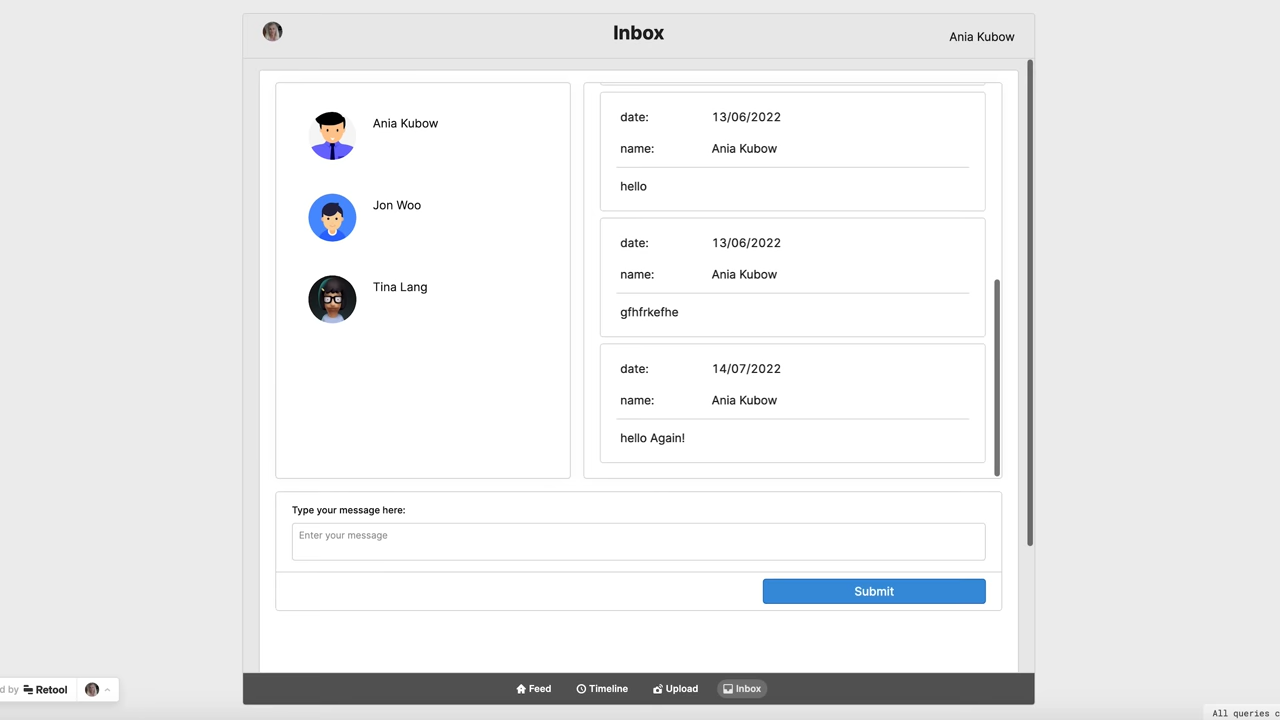 Inbox
Ania Kubow
Ania Kubow
Jon Woo
Tina Lang
date: 13/06/2022
name: Ania Kubow
hello
date: 13/06/2022
name: Ania Kubow
gfhfrkefhe
date: 14/07/2022
name: Ania Kubow
hello Again!
Type your message here:
Enter your message
Submit
Feed Timeline Upload Inbox
d by Retool
All queries c